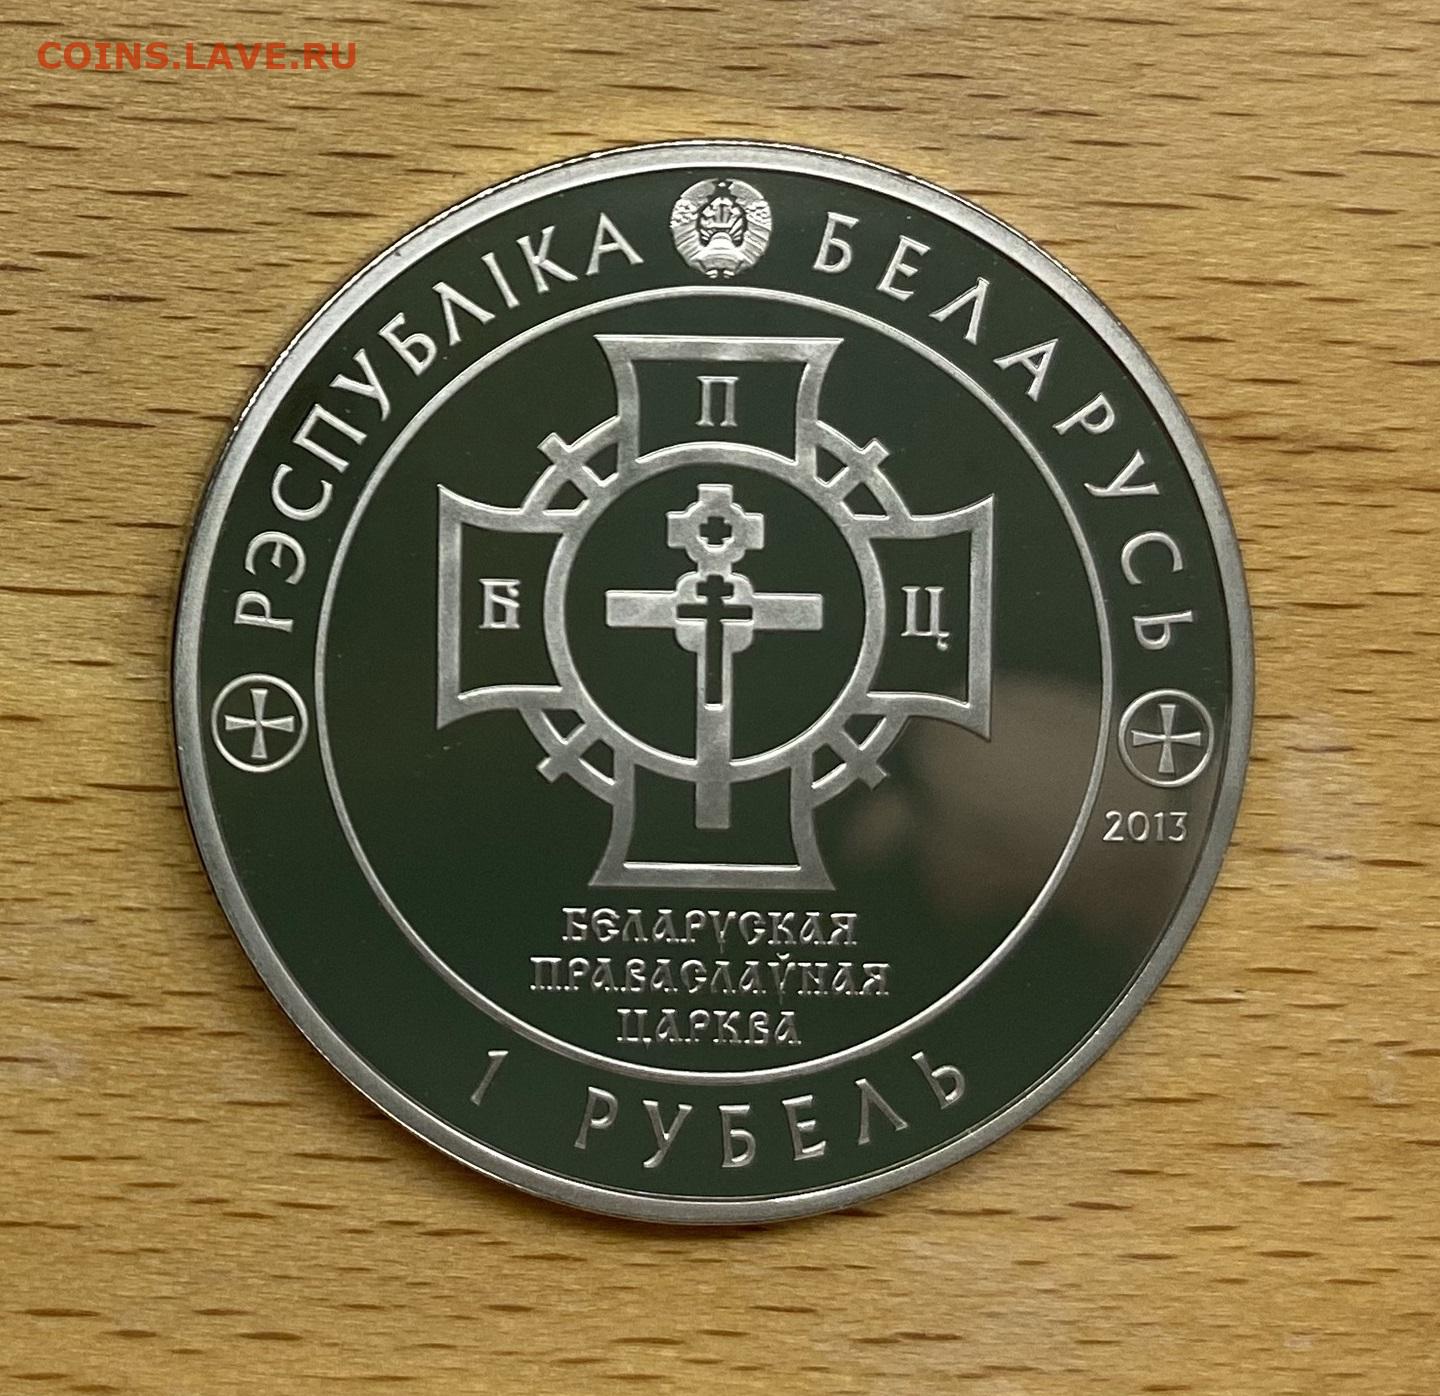 COINS.LAVE.RU
РЭСПУБЛІКА БЕЛАРУСЬ
П
Б Ц
2013
БЕЛАРУСКАЯ
ПРАВАСЛАЎНАЯ
ЦАРКВА
1 РУБЕЛЬ